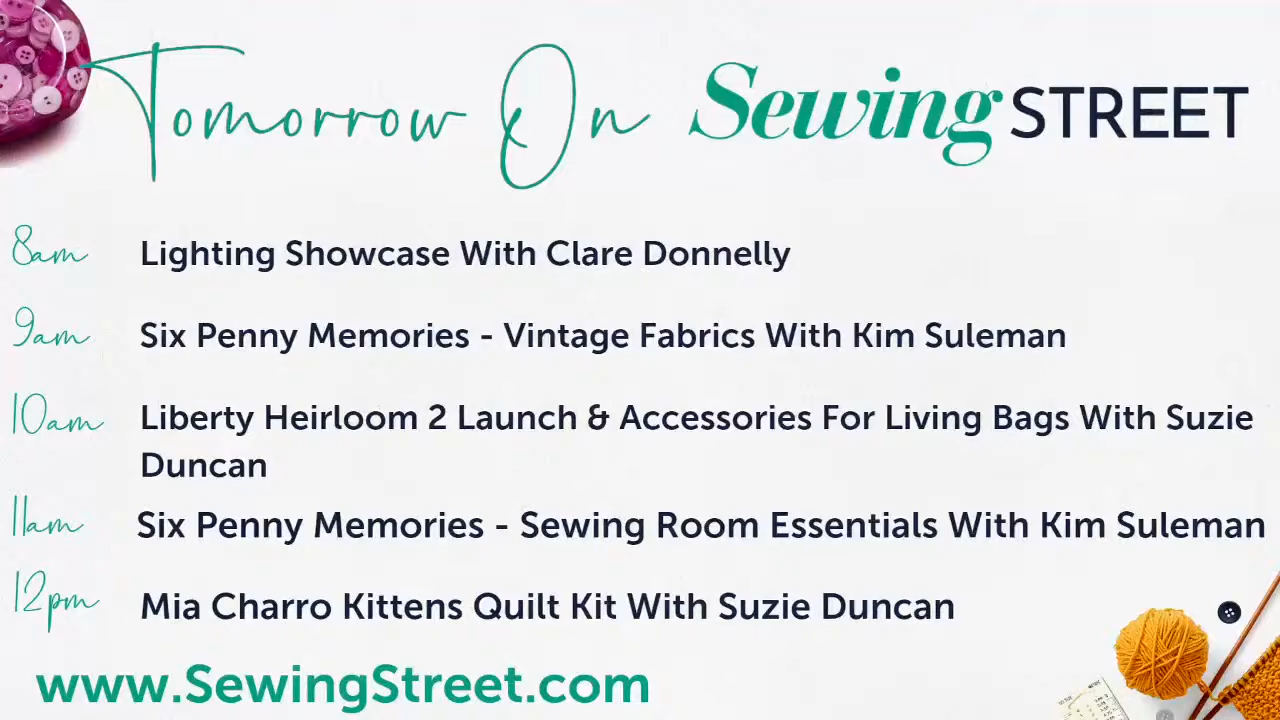 Tomorrow On Sewing STREET
8am Lighting Showcase With Clare Donnelly
9am Six Penny Memories - Vintage Fabrics With Kim Suleman
10am Liberty Heirloom 2 Launch & Accessories For Living Bags With Suzie
Duncan
11am Six Penny Memories - Sewing Room Essentials With Kim Suleman
12pm Mia Charro Kittens Quilt Kit With Suzie Duncan
www.SewingStreet.com